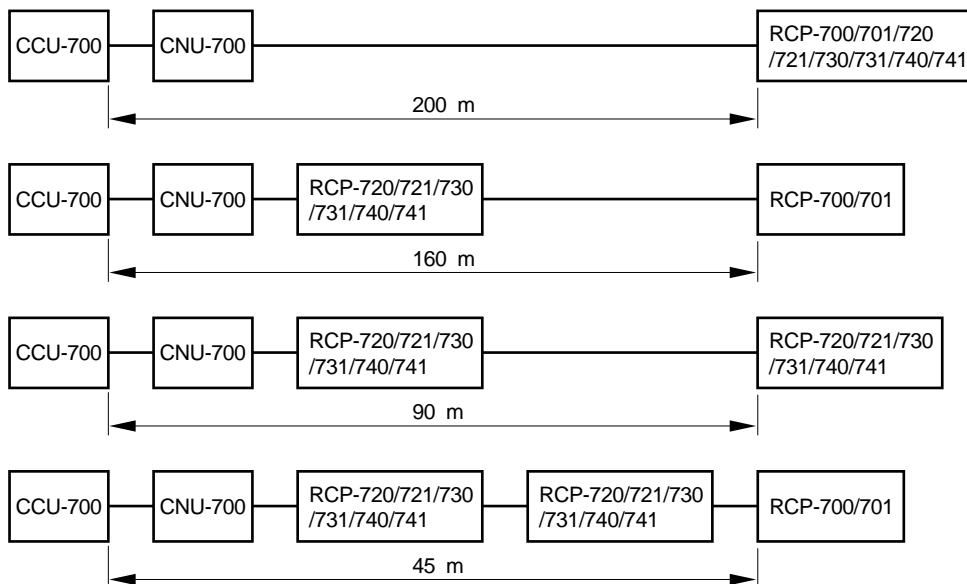 CCU-700
CNU-700
RCP-700/701/720
/721/730/731/740/741
200 m
CCU-700
CNU-700
RCP-720/721/730
/731/740/741
RCP-700/701
160 m
CCU-700
CNU-700
RCP-720/721/730
/731/740/741
RCP-720/721/730
/731/740/741
90 m
CCU-700
CNU-700
RCP-720/721/730
/731/740/741
RCP-720/721/730
/731/740/741
RCP-700/701
45 m